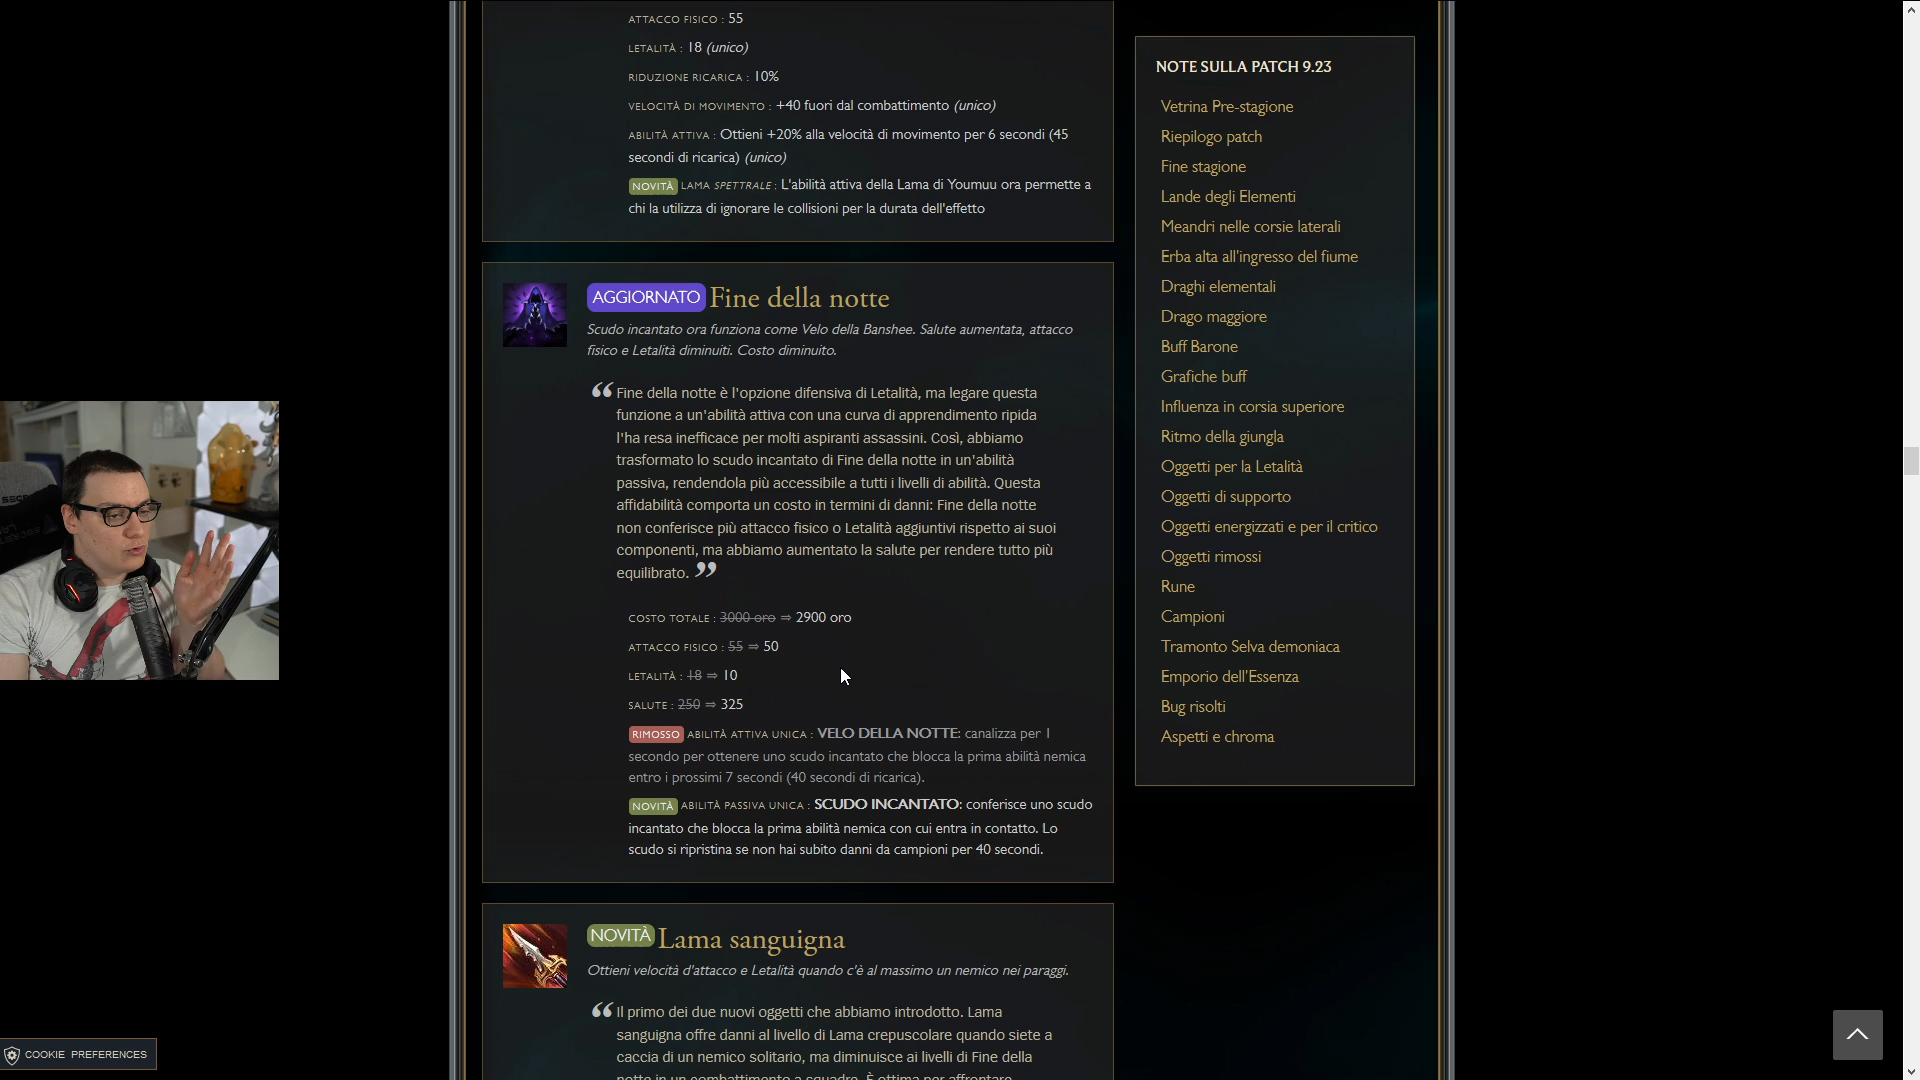 ATTACCO FISICO : 55
LETALITÀ : 18 (unico)
RIDUZIONE RICARICA : 10%
VELOCITÀ DI MOVIMENTO : +40 fuori dal combattimento (unico)
ABILITÀ ATTIVA : Ottieni +20% alla velocità di movimento per 6 secondi (45
secondi di ricarica) (unico)
NOVITÀ LAMA SPETTRALE : L'abilità attiva della Lama di Youmuu ora permette a
chi la utilizza di ignorare le collisioni per la durata dell'effetto
AGGIORNATO Fine della notte
Scudo incantato ora funziona come Velo della Banshee. Salute aumentata, attacco
fisico e Letalità diminuiti. Costo diminuito.
“ Fine della notte è l'opzione difensiva di Letalità, ma legare questa
funzione a un'abilità attiva con una curva di apprendimento ripida
l'ha resa inefficace per molti aspiranti assassini. Così, abbiamo
trasformato lo scudo incantato di Fine della notte in un'abilità
passiva, rendendola più accessibile a tutti i livelli di abilità. Questa
affidabilità comporta un costo in termini di danni: Fine della notte
non conferisce più attacco fisico o Letalità aggiuntivi rispetto ai suoi
componenti, ma abbiamo aumentato la salute per rendere tutto più
equilibrato. ”
COSTO TOTALE : 3000 oro ⇒ 2900 oro
ATTACCO FISICO : 55 ⇒ 50
LETALITÀ : 18 ⇒ 10
SALUTE : 250 ⇒ 325
RIMOSSO ABILITÀ ATTIVA UNICA : VELO DELLA NOTTE: canalizza per 1
secondo per ottenere uno scudo incantato che blocca la prima abilità nemica
entro i prossimi 7 secondi (40 secondi di ricarica).
NOVITÀ ABILITÀ PASSIVA UNICA : SCUDO INCANTATO: conferisce uno scudo
incantato che blocca la prima abilità nemica con cui entra in contatto. Lo
scudo si ripristina se non hai subito danni da campioni per 40 secondi.
NOVITÀ Lama sanguigna
Ottieni velocità d'attacco e Letalità quando c'è al massimo un nemico nei paraggi.
“ Il primo dei due nuovi oggetti che abbiamo introdotto. Lama
sanguigna offre danni al livello di Lama crepuscolare quando siete a
caccia di un nemico solitario, ma diminuisce ai livelli di Fine della
notte in un combattimento a squadre. È ottima per affrontare
NOTE SULLA PATCH 9.23
Vetrina Pre-stagione
Riepilogo patch
Fine stagione
Lande degli Elementi
Meandri nelle corsie laterali
Erba alta all'ingresso del fiume
Draghi elementali
Drago maggiore
Buff Barone
Grafiche buff
Influenza in corsia superiore
Ritmo della giungla
Oggetti per la Letalità
Oggetti di supporto
Oggetti energizzati e per il critico
Oggetti rimossi
Rune
Campioni
Tramonto Selva demoniaca
Emporio dell'Essenza
Bug risolti
Aspetti e chroma
COOKIE PREFERENCES